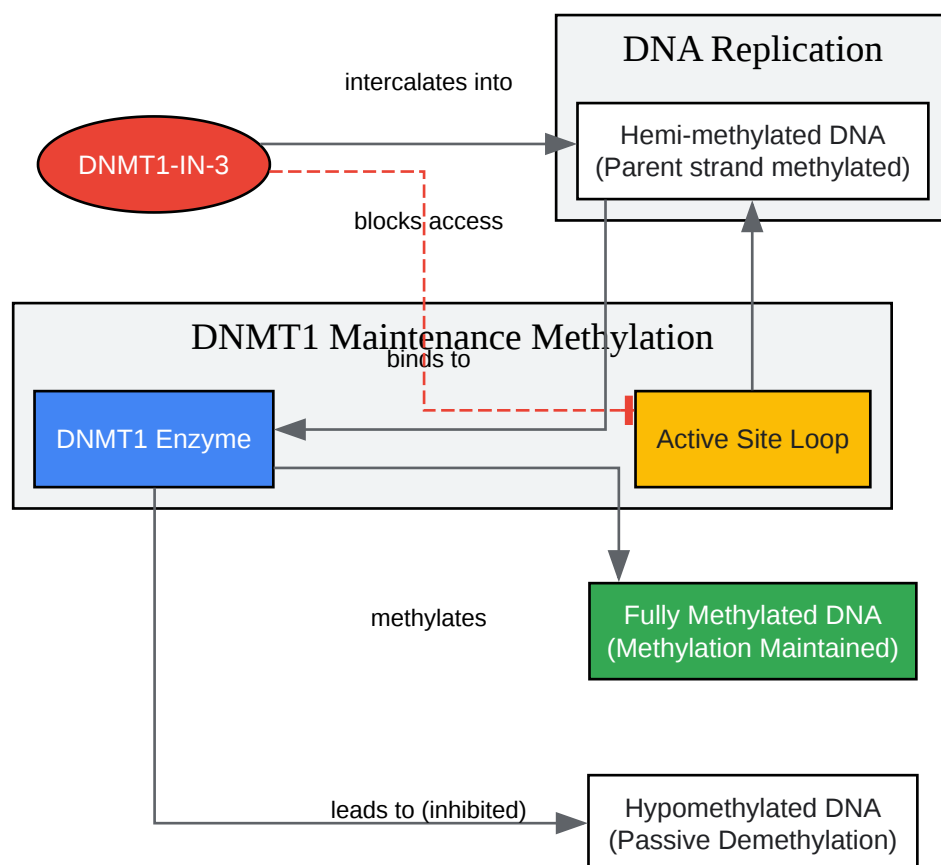 DNA Replication
intercalates into
Hemi-methylated DNA
(Parent strand methylated)
DNMT1-IN-3
blocks access
DNMT1 Maintenance Methylation
binds to
DNMT1 Enzyme
Active Site Loop
Fully Methylated DNA
(Methylation Maintained)
methylates
Hypomethylated DNA
(Passive Demethylation)
leads to (inhibited)